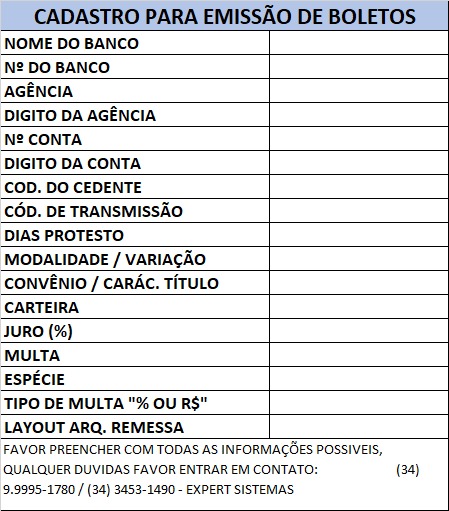 CADASTRO PARA EMISSÃO DE BOLETOS
NOME DO BANCO
Nº DO BANCO
AGÊNCIA
DIGITO DA AGÊNCIA
Nº CONTA
DIGITO DA CONTA
COD. DO CEDENTE
CÓD. DE TRANSMISSÃO
DIAS PROTESTO
MODALIDADE / VARIAÇÃO
CONVÊNIO / CARÁC. TÍTULO
CARTEIRA
JURO (%)
MULTA
ESPÉCIE
TIPO DE MULTA "% OU R$"
LAYOUT ARQ. REMESSA
FAVOR PREENCHER COM TODAS AS INFORMAÇÕES POSSIVEIS,
QUALQUER DUVIDAS FAVOR ENTRAR EM CONTATO: (34)
9.9995-1780 / (34) 3453-1490 - EXPERT SISTEMAS